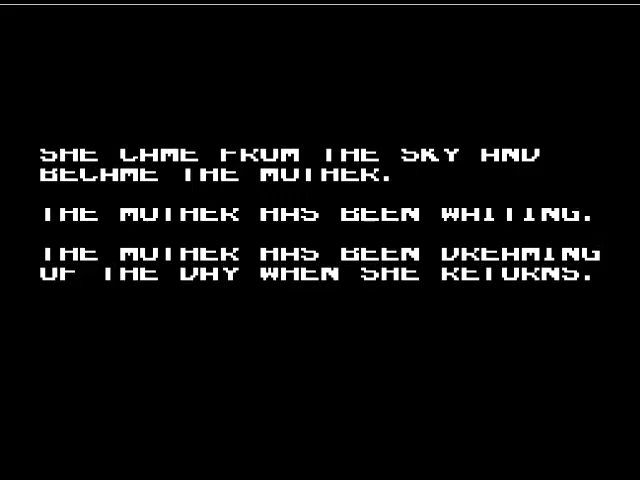 SHE CAME FROM THE SKY AND
BECAME THE MOTHER.
THE MOTHER HAS BEEN WAITING.
THE MOTHER HAS BEEN DREAMING
OF THE DAY WHEN SHE RETURNS.